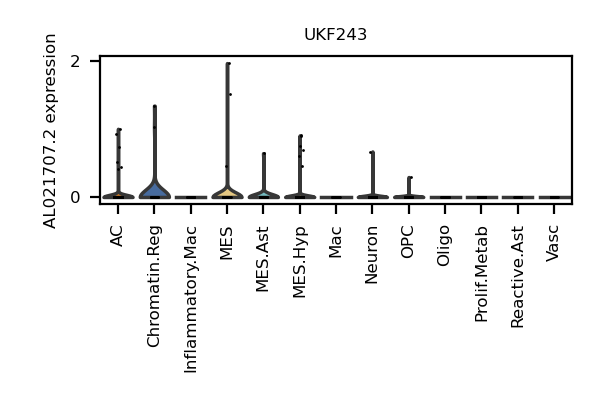 UKF243
AL021707.2 expression
2
0
AC
Chromatin.Reg
Inflammatory.Mac
MES
MES.Ast
MES.Hyp
Mac
Neuron
OPC
Oligo
Prolif.Metab
Reactive.Ast
Vasc